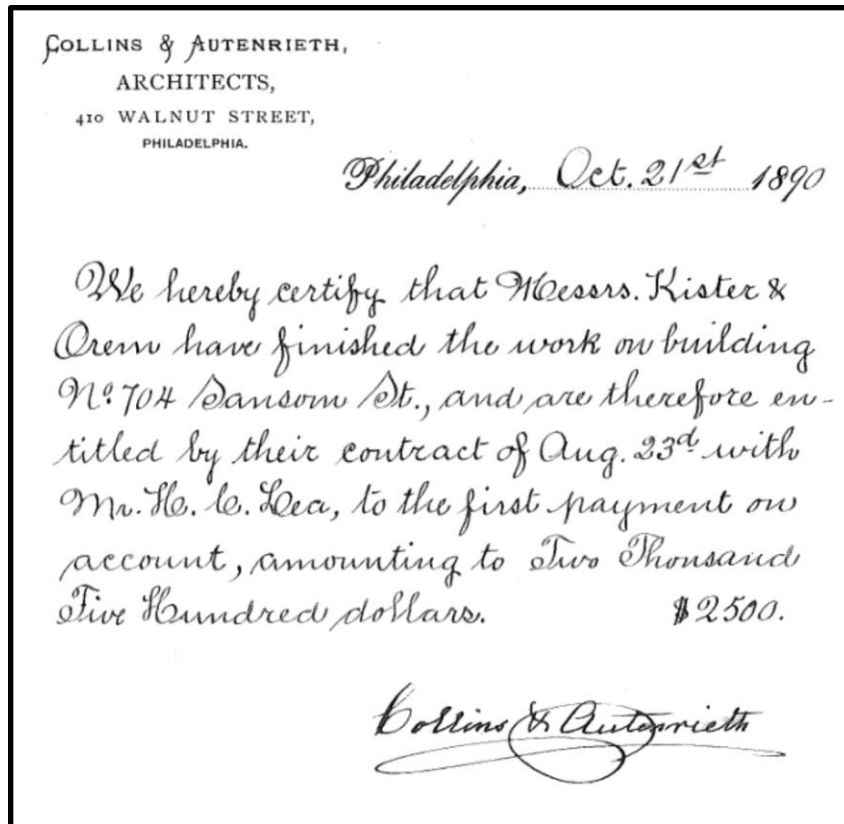 COLLINS & AUTENRIETH,
ARCHITECTS,
410 WALNUT STREET,
PHILADELPHIA.
Philadelphia, Oct. 21st 1890
We hereby certify that Messrs. Kister &
Orem have finished the work on building
No. 704 Sansom St., and are therefore en-
titled by their contract of Aug. 23d with
Mr. H. C. Lea, to the first payment on
account, amounting to Two Thousand
Five Hundred dollars. $2500.
Collins & Autenrieth